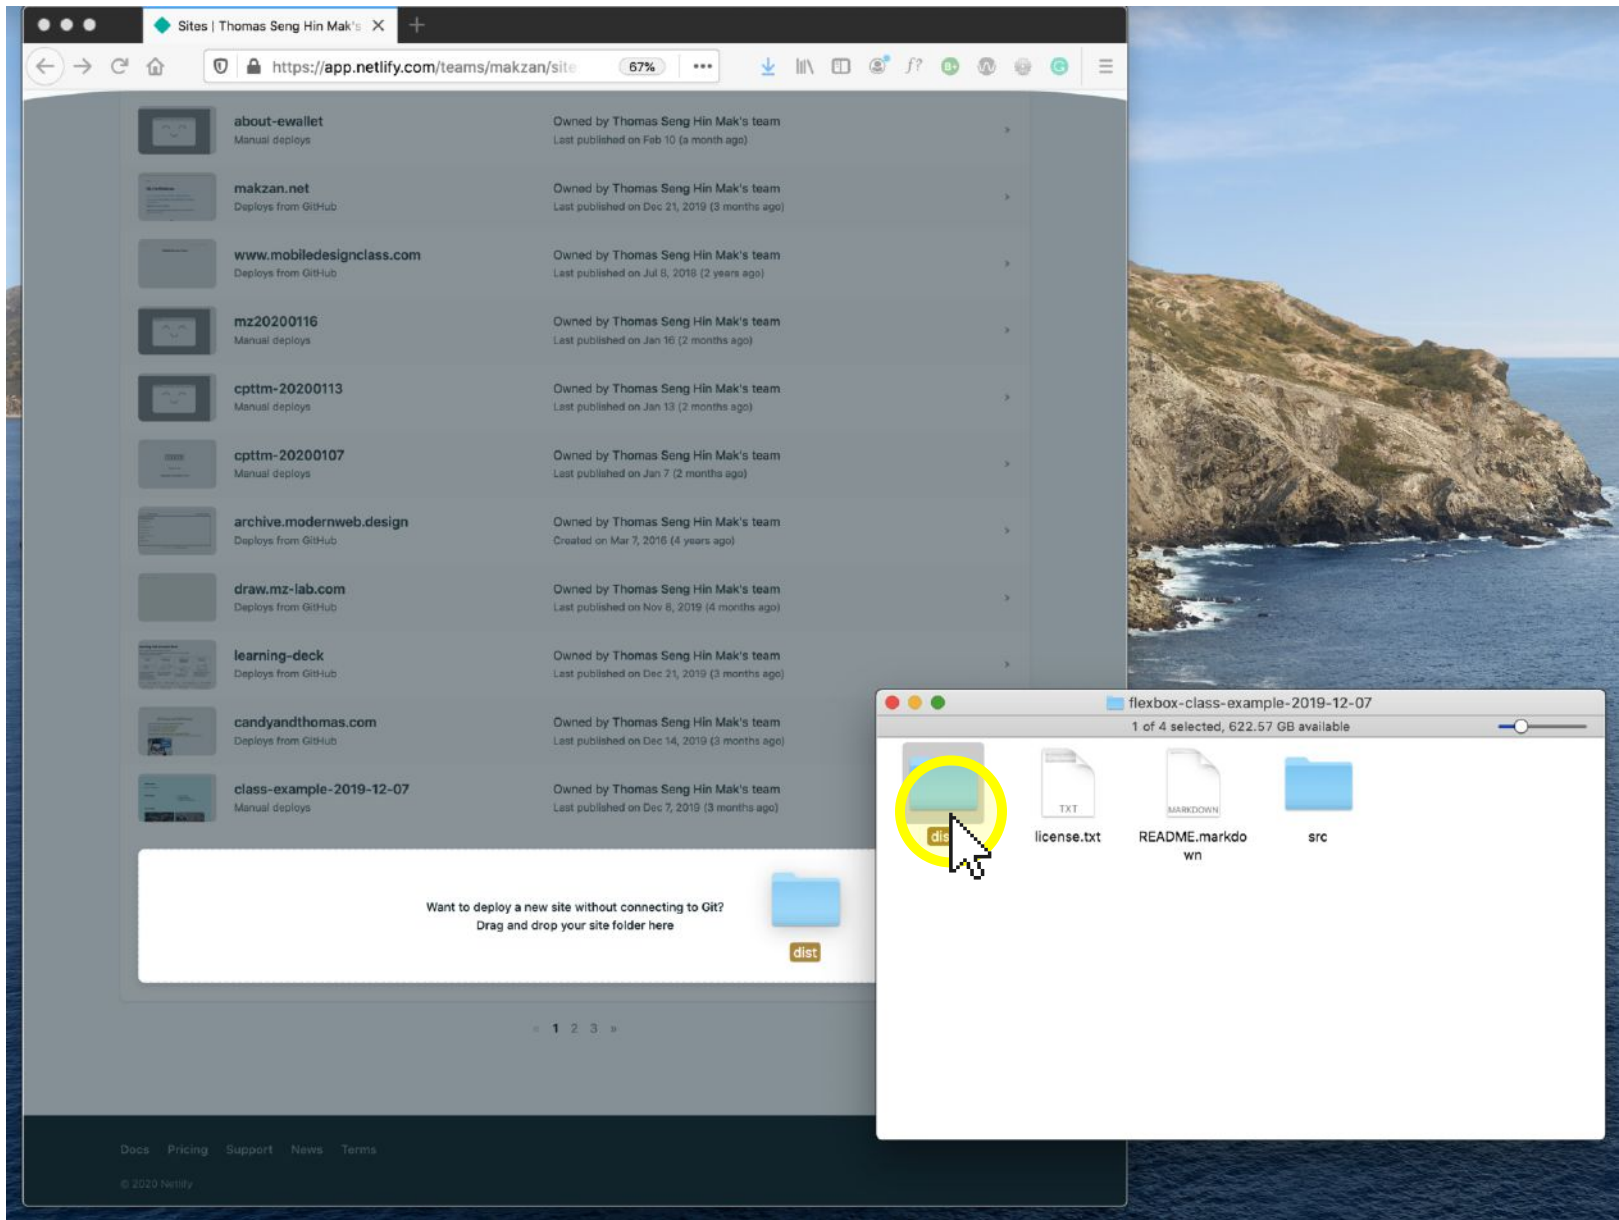 Sites | Thomas Seng Hin Mak's
https://app.netlify.com/teams/makzan/site
67%
about-ewallet
Manual deploys
Owned by Thomas Seng Hin Mak's team
Last published on Feb 10 (a month ago)
makzan.net
Deploys from GitHub
Owned by Thomas Seng Hin Mak's team
Last published on Dec 21, 2019 (3 months ago)
www.mobiledesignclass.com
Deploys from GitHub
Owned by Thomas Seng Hin Mak's team
Last published on Jul 8, 2018 (2 years ago)
mz20200116
Manual deploys
Owned by Thomas Seng Hin Mak's team
Last published on Jan 16 (2 months ago)
cpttm-20200113
Manual deploys
Owned by Thomas Seng Hin Mak's team
Last published on Jan 13 (2 months ago)
cpttm-20200107
Manual deploys
Owned by Thomas Seng Hin Mak's team
Last published on Jan 7 (2 months ago)
archive.modernweb.design
Deploys from GitHub
Owned by Thomas Seng Hin Mak's team
Created on Mar 7, 2016 (4 years ago)
draw.mz-lab.com
Deploys from GitHub
Owned by Thomas Seng Hin Mak's team
Last published on Nov 8, 2019 (4 months ago)
learning-deck
Deploys from GitHub
Owned by Thomas Seng Hin Mak's team
Last published on Dec 21, 2019 (3 months ago)
candyandthomas.com
Deploys from GitHub
Owned by Thomas Seng Hin Mak's team
Last published on Dec 14, 2019 (3 months ago)
class-example-2019-12-07
Manual deploys
Owned by Thomas Seng Hin Mak's team
Last published on Dec 7, 2019 (3 months ago)
Want to deploy a new site without connecting to Git?
Drag and drop your site folder here
dist
« 1 2 3 »
Docs Pricing Support News Terms
© 2020 Netlify
flexbox-class-example-2019-12-07
1 of 4 selected, 622.57 GB available
TXT
MARKDOWN
dis
license.txt
README.markdo
wn
src